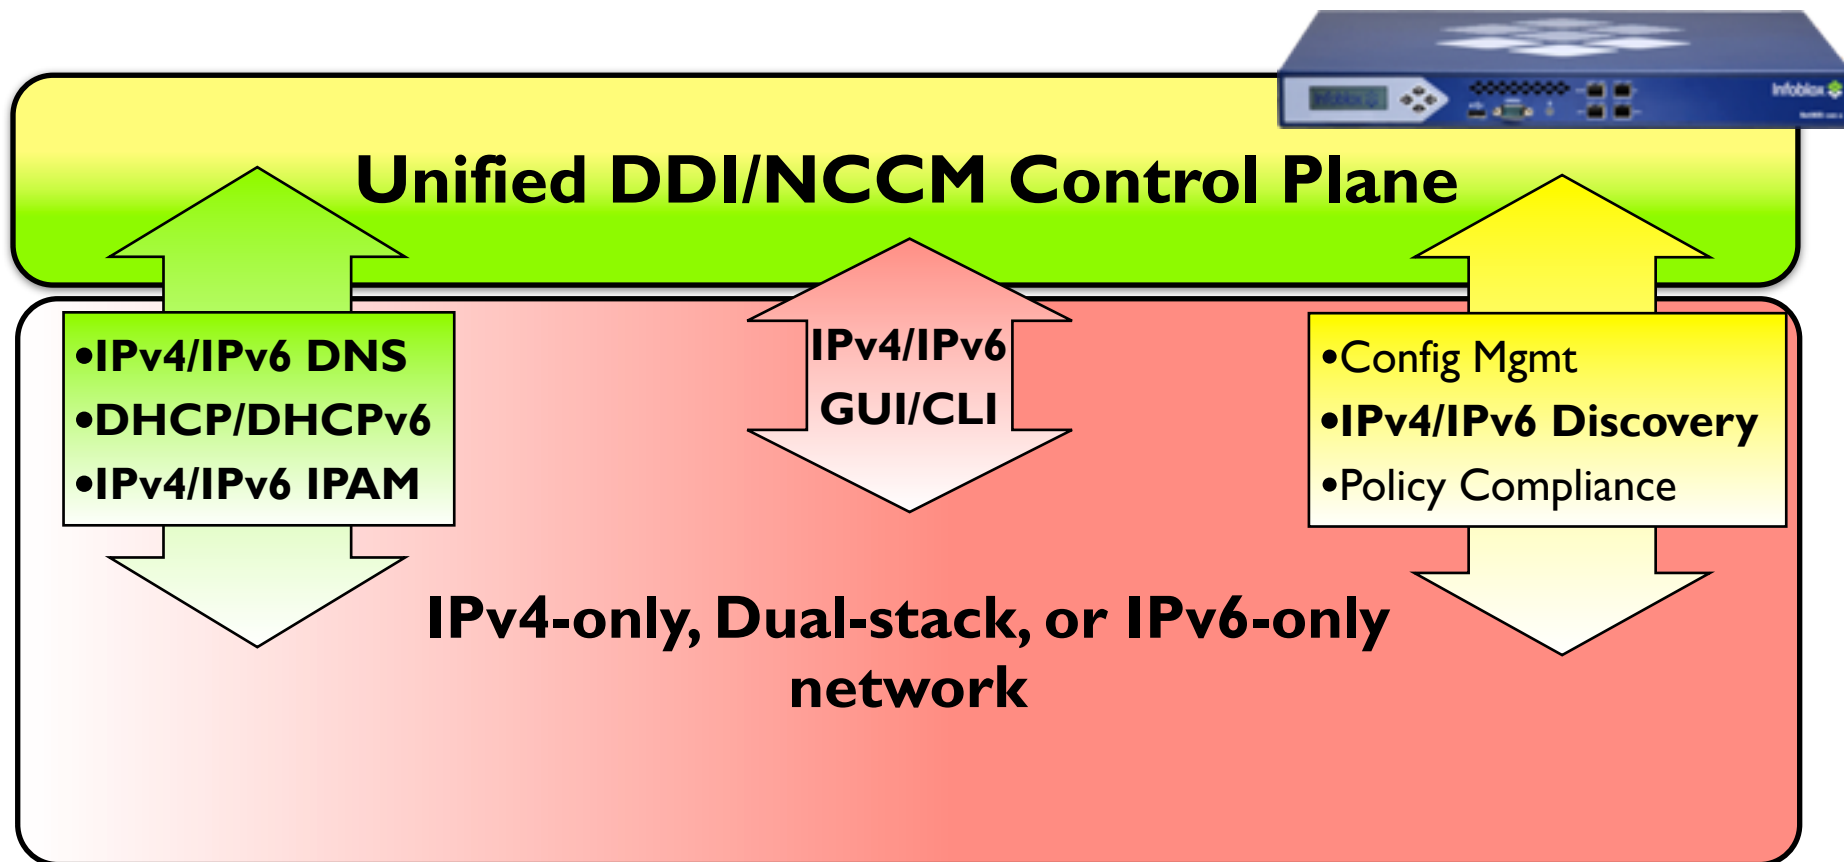 Infoblox
Unified DDI/NCCM Control Plane
•IPv4/IPv6 DNS
•DHCP/DHCPv6
•IPv4/IPv6 IPAM
IPv4/IPv6
GUI/CLI
•Config Mgmt
•IPv4/IPv6 Discovery
•Policy Compliance
IPv4-only, Dual-stack, or IPv6-only
network